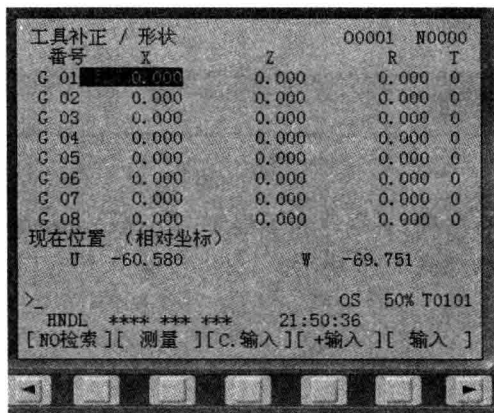 工具补正 / 形状 O0001 N0000
番号 X Z R T
G 01 0.000 0.000 0.000 0
G 02 0.000 0.000 0.000 0
G 03 0.000 0.000 0.000 0
G 04 0.000 0.000 0.000 0
G 05 0.000 0.000 0.000 0
G 06 0.000 0.000 0.000 0
G 07 0.000 0.000 0.000 0
G 08 0.000 0.000 0.000 0
现在位置 (相对坐标)
U -60.580 W -69.751
>_ OS 50% T0101
HNDL **** *** *** 21:50:36
[NO检索][ 测量 ][C.输入][ +输入 ][ 输入 ]